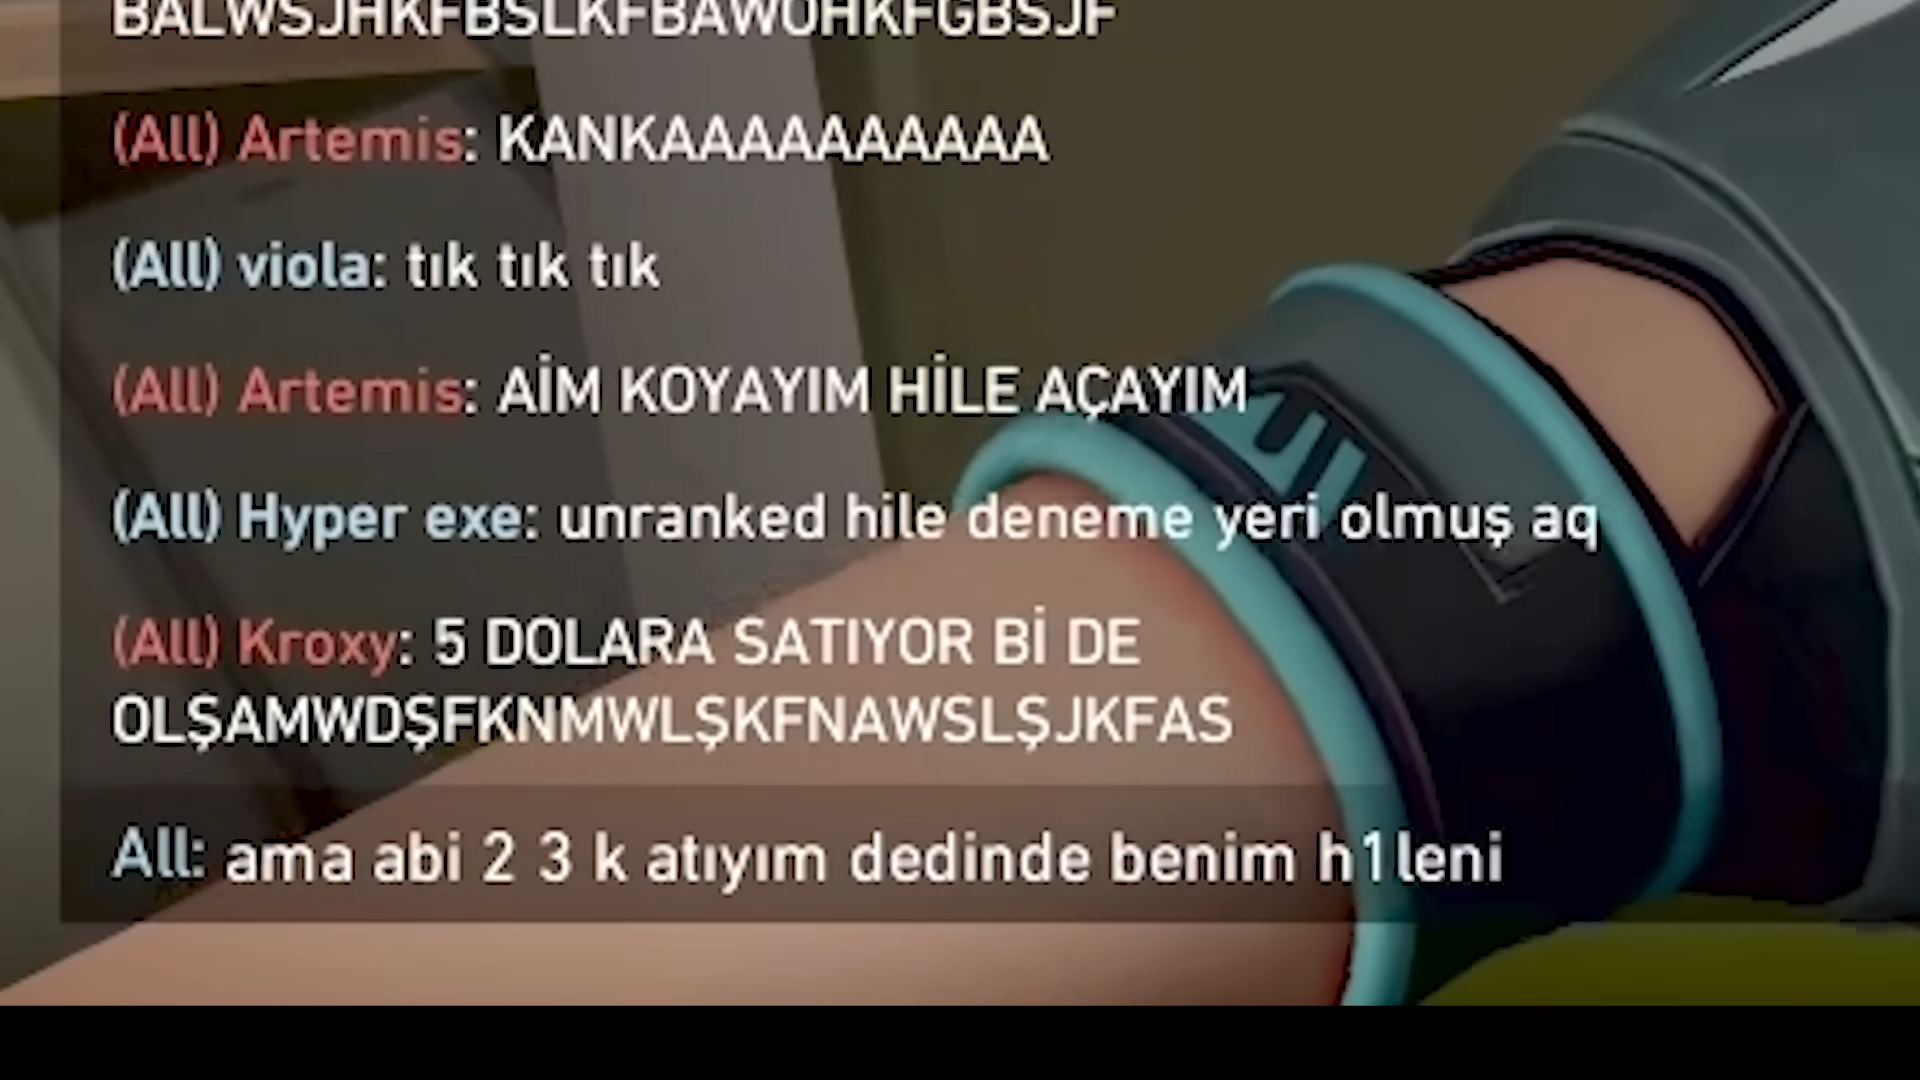 BALWSJHKFBSLKFBAWOHKFGBSJF
(All) Artemis: KANKAAAAAAAAAA
(All) viola: tık tık tık
(All) Artemis: AİM KOYAYIM HİLE AÇAYIM
(All) Hyper exe: unranked hile deneme yeri olmuş aq
(All) Kroxy: 5 DOLARA SATIYOR Bİ DE
OLŞAMWDŞFKNMWLŞKFNAWSLŞJKFAS
All: ama abi 2 3 k atıyım dedinde benim h1leni